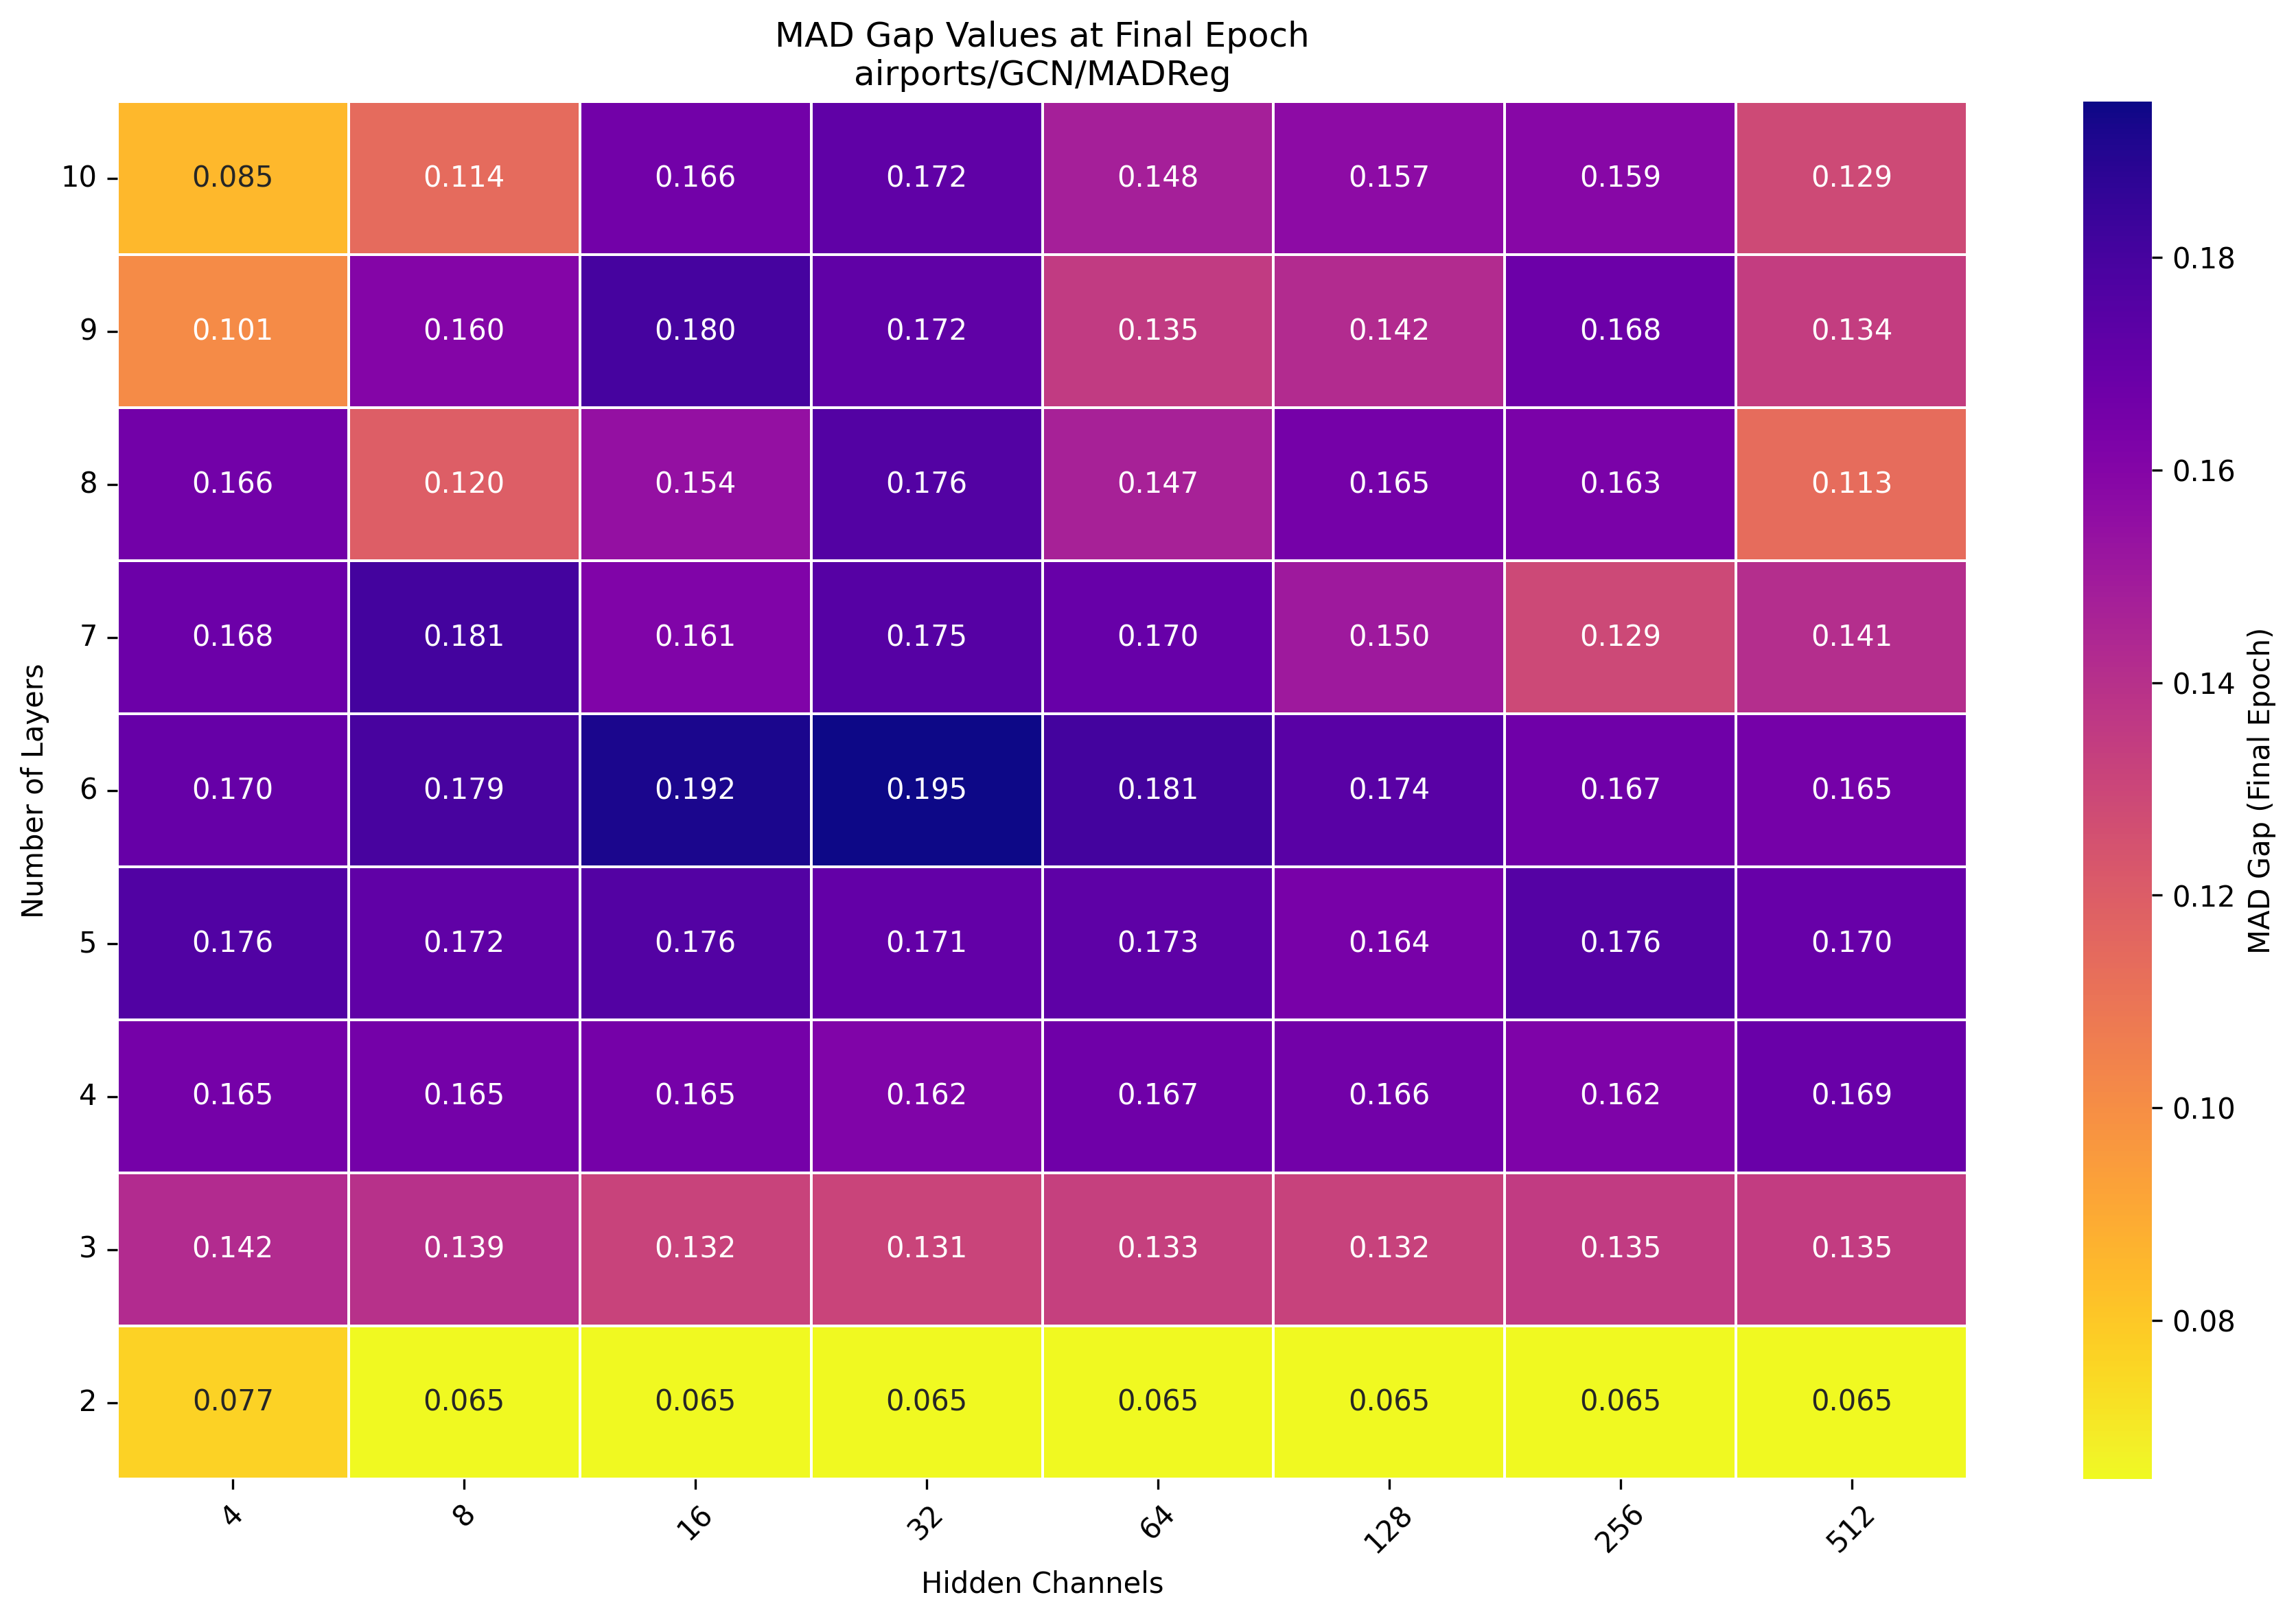 MAD Gap Values at Final Epoch
airports/GCN/MADReg
10 0.085 0.114 0.166 0.172 0.148 0.157 0.159 0.129
9 0.101 0.160 0.180 0.172 0.135 0.142 0.168 0.134
8 0.166 0.120 0.154 0.176 0.147 0.165 0.163 0.113
7 0.168 0.181 0.161 0.175 0.170 0.150 0.129 0.141
6 0.170 0.179 0.192 0.195 0.181 0.174 0.167 0.165
5 0.176 0.172 0.176 0.171 0.173 0.164 0.176 0.170
4 0.165 0.165 0.165 0.162 0.167 0.166 0.162 0.169
3 0.142 0.139 0.132 0.131 0.133 0.132 0.135 0.135
2 0.077 0.065 0.065 0.065 0.065 0.065 0.065 0.065
4 8 16 32 64 128 256 512
Hidden Channels
Number of Layers
0.18
0.16
0.14
0.12
0.10
0.08
MAD Gap (Final Epoch)